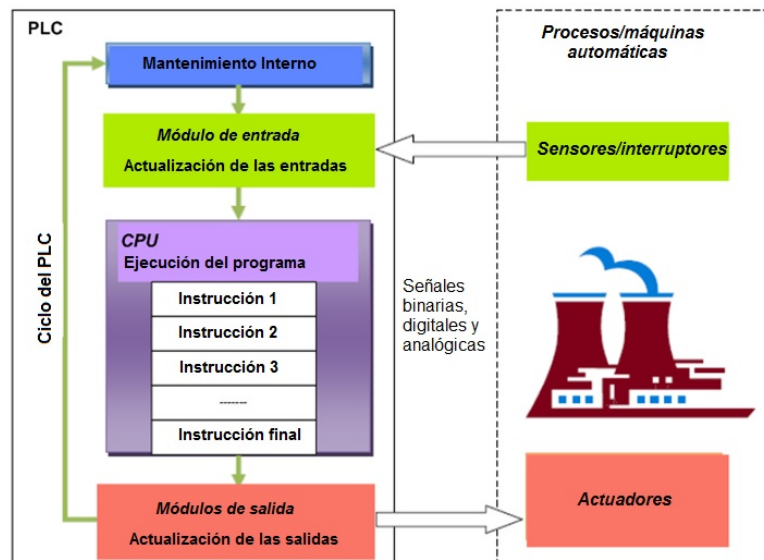 PLC
Mantenimiento Interno
Módulo de entrada
Actualización de las entradas
CPU
Ejecución del programa
Instrucción 1
Instrucción 2
Instrucción 3
-------
Instrucción final
Módulos de salida
Actualización de las salidas
Ciclo del PLC
Señales
binarias,
digitales y
analógicas
Procesos/máquinas
automáticas
Sensores/interruptores
Actuadores